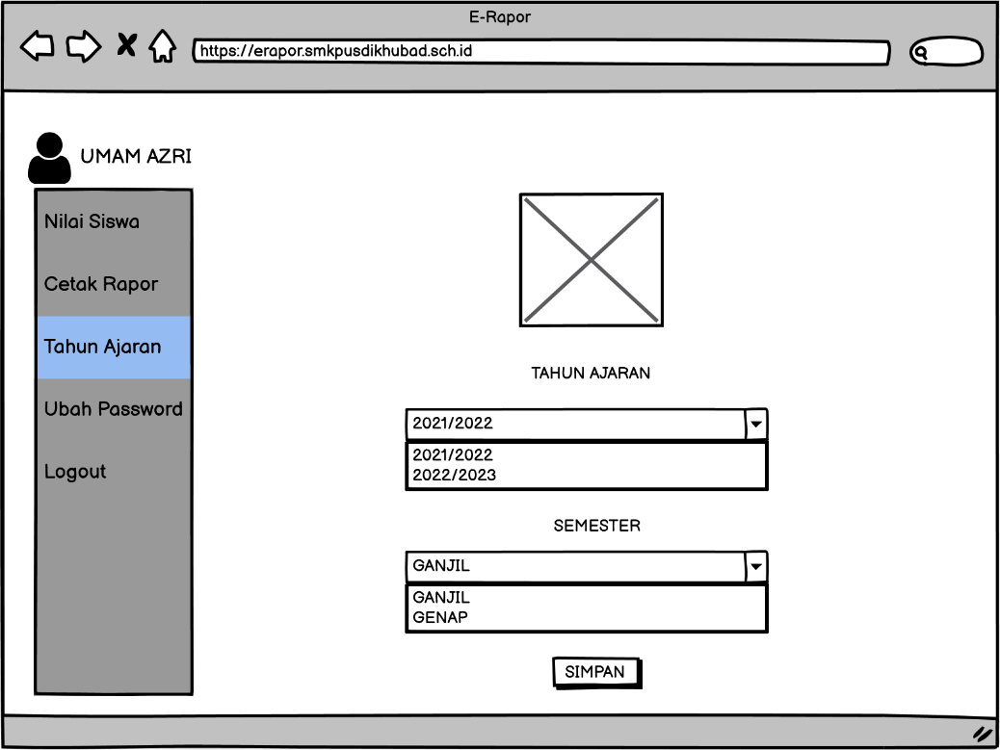 E-Rapor
https://erapor.smkpusdikhubad.sch.id
UMAM AZRI
Nilai Siswa
Cetak Rapor
Tahun Ajaran
Ubah Password
Logout
TAHUN AJARAN
2021/2022
2021/2022
2022/2023
SEMESTER
GANJIL
GANJIL
GENAP
SIMPAN